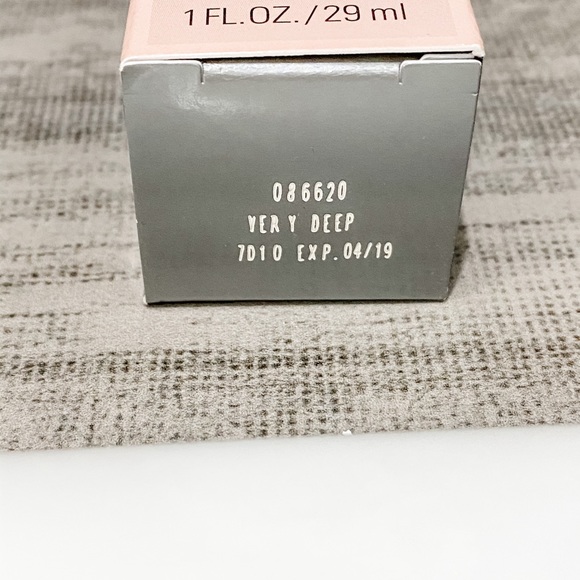 1 FL.OZ./29 ml
086620
VERY DEEP
7D10 EXP.04/19